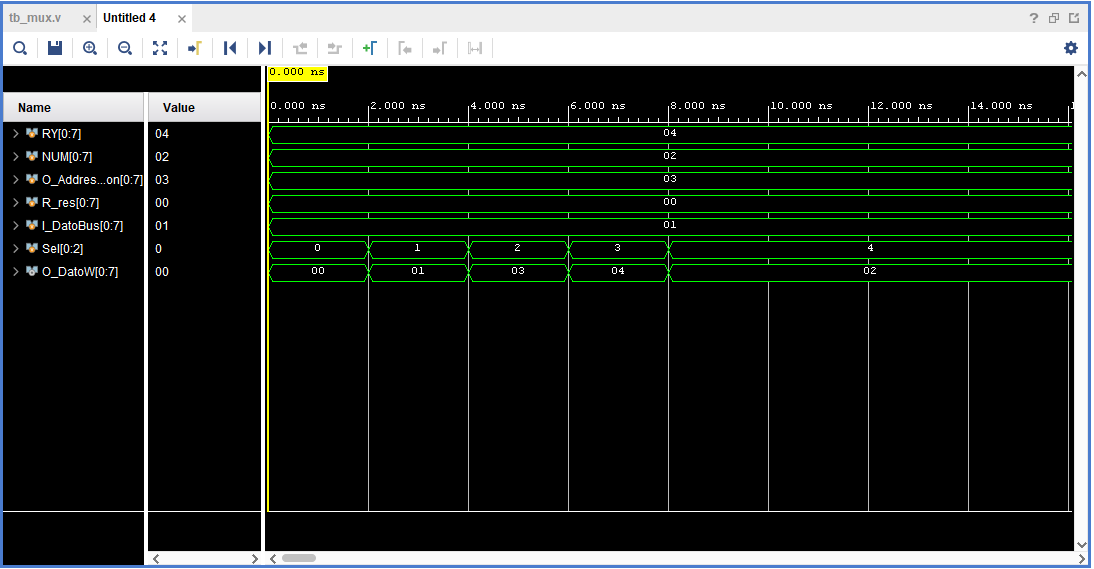 tb_mux.v Untitled 4
0.000 ns
0.000 ns 2.000 ns 4.000 ns 6.000 ns 8.000 ns 10.000 ns 12.000 ns 14.000 ns
Name Value
RY[0:7] 04 04
NUM[0:7] 02 02
O_Addres...on[0:7] 03 03
R_res[0:7] 00 00
I_DatoBus[0:7] 01 01
Sel[0:2] 0 0 1 2 3 4
O_DatoW[0:7] 00 00 01 03 04 02